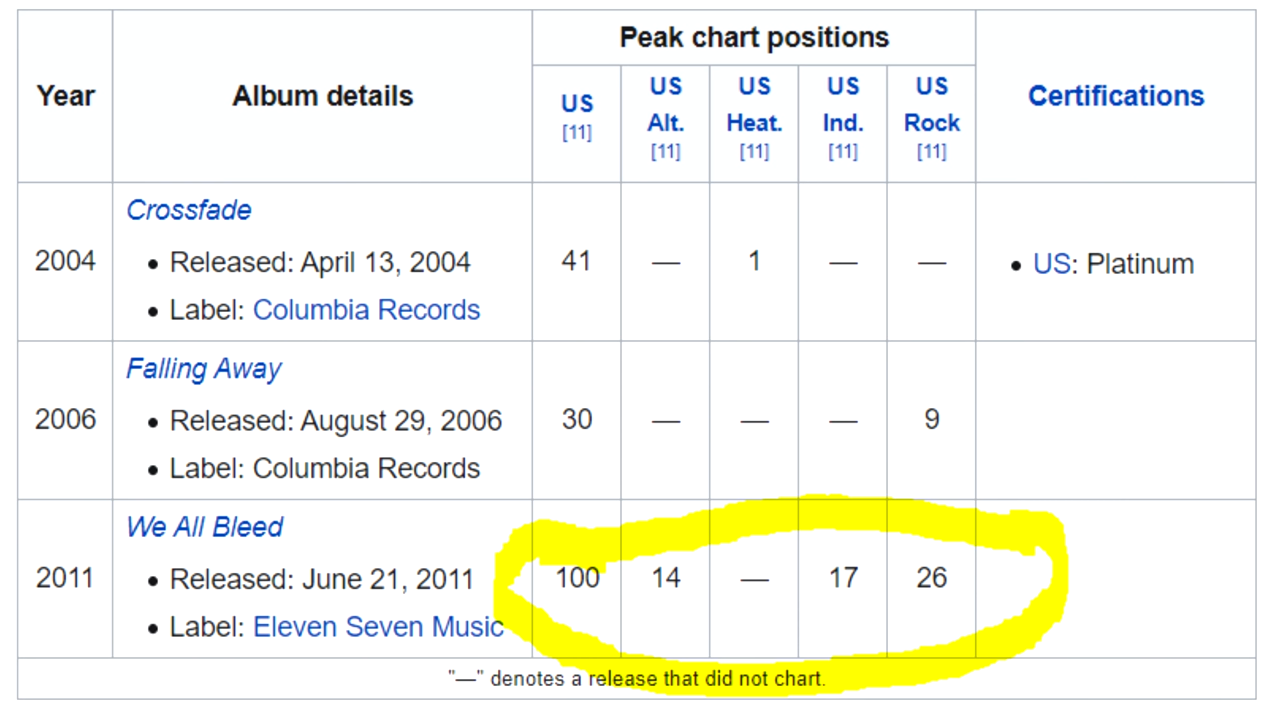 Year Album details Peak chart positions Certifications
US [11] US Alt. [11] US Heat. [11] US Ind. [11] US Rock [11]
Crossfade
2004 • Released: April 13, 2004 41 — 1 — — • US: Platinum
• Label: Columbia Records
Falling Away
2006 • Released: August 29, 2006 30 — — — 9
• Label: Columbia Records
We All Bleed
2011 • Released: June 21, 2011 100 14 — 17 26
• Label: Eleven Seven Music
"—" denotes a release that did not chart.